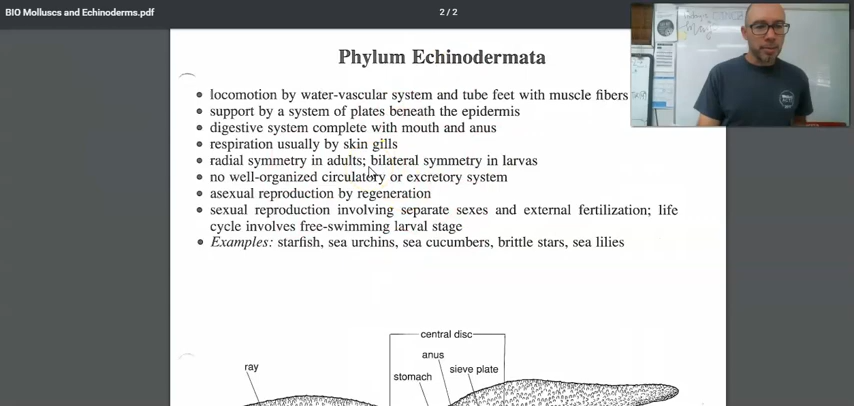 BIO Molluscs and Echinoderms.pdf
2 / 2
Phylum Echinodermata
• locomotion by water-vascular system and tube feet with muscle fibers
• support by a system of plates beneath the epidermis
• digestive system complete with mouth and anus
• respiration usually by skin gills
• radial symmetry in adults; bilateral symmetry in larvas
• no well-organized circulatory or excretory system
• asexual reproduction by regeneration
• sexual reproduction involving separate sexes and external fertilization; life
cycle involves free-swimming larval stage
• Examples: starfish, sea urchins, sea cucumbers, brittle stars, sea lilies
central disc
anus
ray
sieve plate
stomach